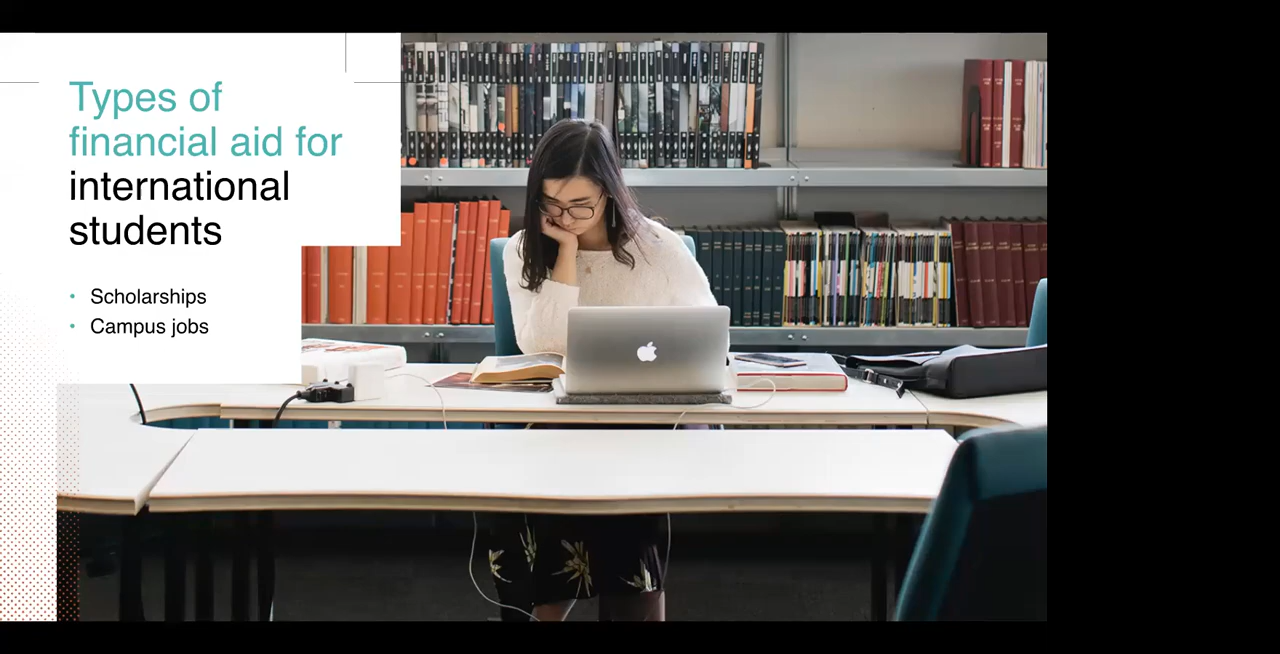 Types of
financial aid for
international
students
• Scholarships
• Campus jobs